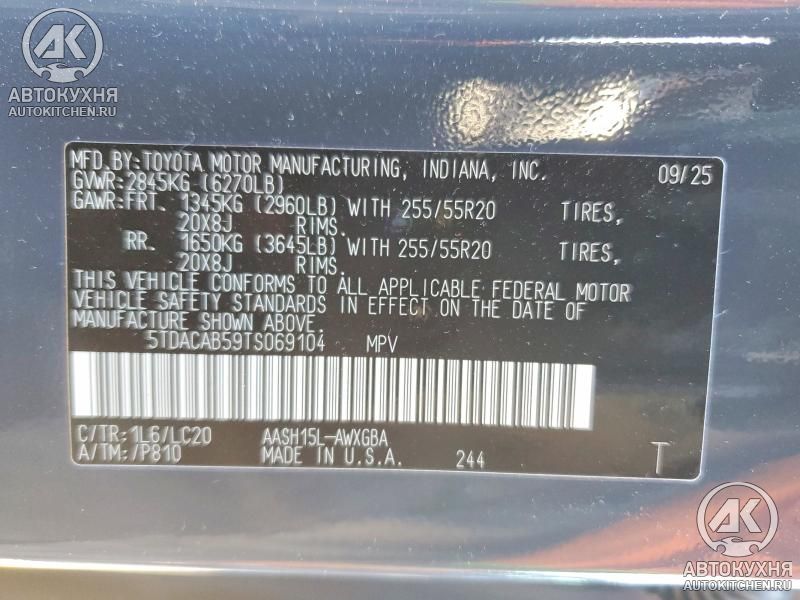 AK
АВТОКУХНЯ
AUTOKITCHEN.RU
MFD.BY:TOYOTA MOTOR MANUFACTURING, INDIANA, INC. 09/25
GVWR:2845KG (6270LB)
GAWR:FRT. 1345KG (2960LB) WITH 255/55R20 TIRES,
20X8J RIMS.
RR. 1650KG (3645LB) WITH 255/55R20 TIRES,
20X8J RIMS.
THIS VEHICLE CONFORMS TO ALL APPLICABLE FEDERAL MOTOR
VEHICLE SAFETY STANDARDS IN EFFECT ON THE DATE OF
MANUFACTURE SHOWN ABOVE.
5TDACAB59TS069104 MPV
C/TR:1L6/LC20 AASH15L-AWXGBA
A/TM:/P810 MADE IN U.S.A. 244 T
AK
АВТОКУХНЯ
AUTOKITCHEN.RU